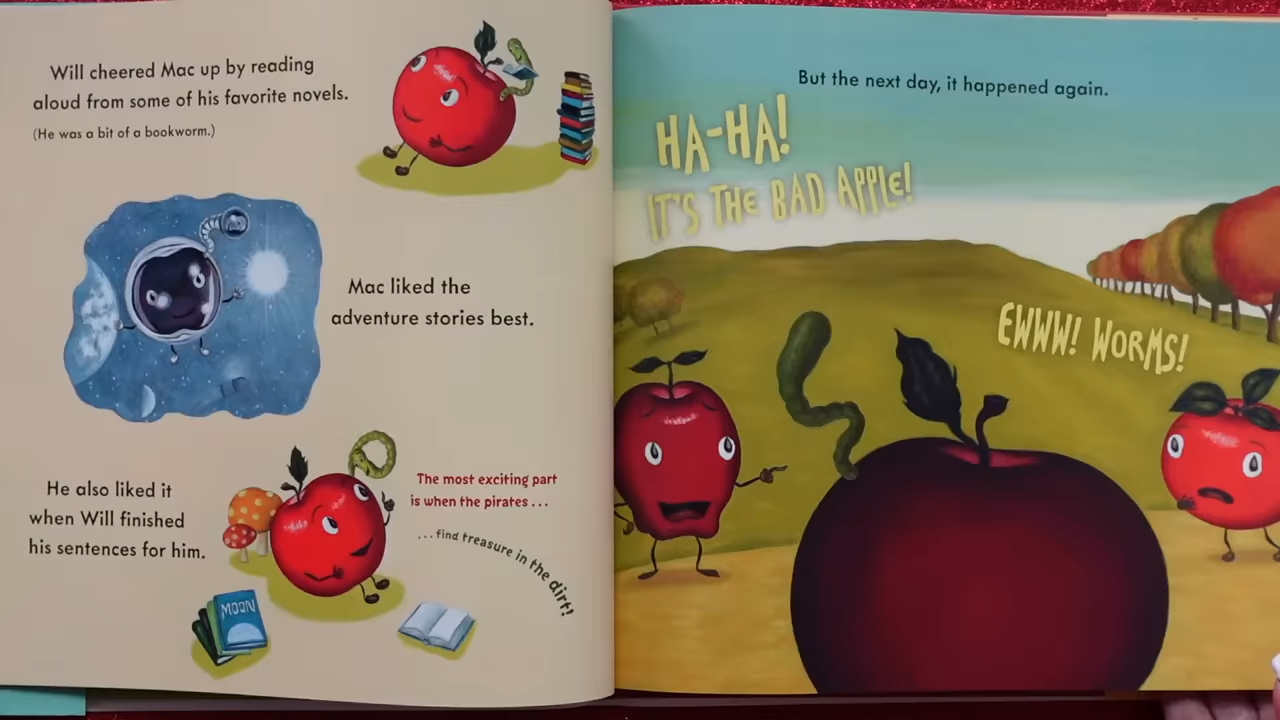 Will cheered Mac up by reading
aloud from some of his favorite novels.
(He was a bit of a bookworm.)
Mac liked the
adventure stories best.
He also liked it
when Will finished
his sentences for him.
The most exciting part
is when the pirates . . .
. . . find treasure in the dirt!
MOON
But the next day, it happened again.
HA-HA!
IT'S THE BAD APPLE!
EWWW! WORMS!